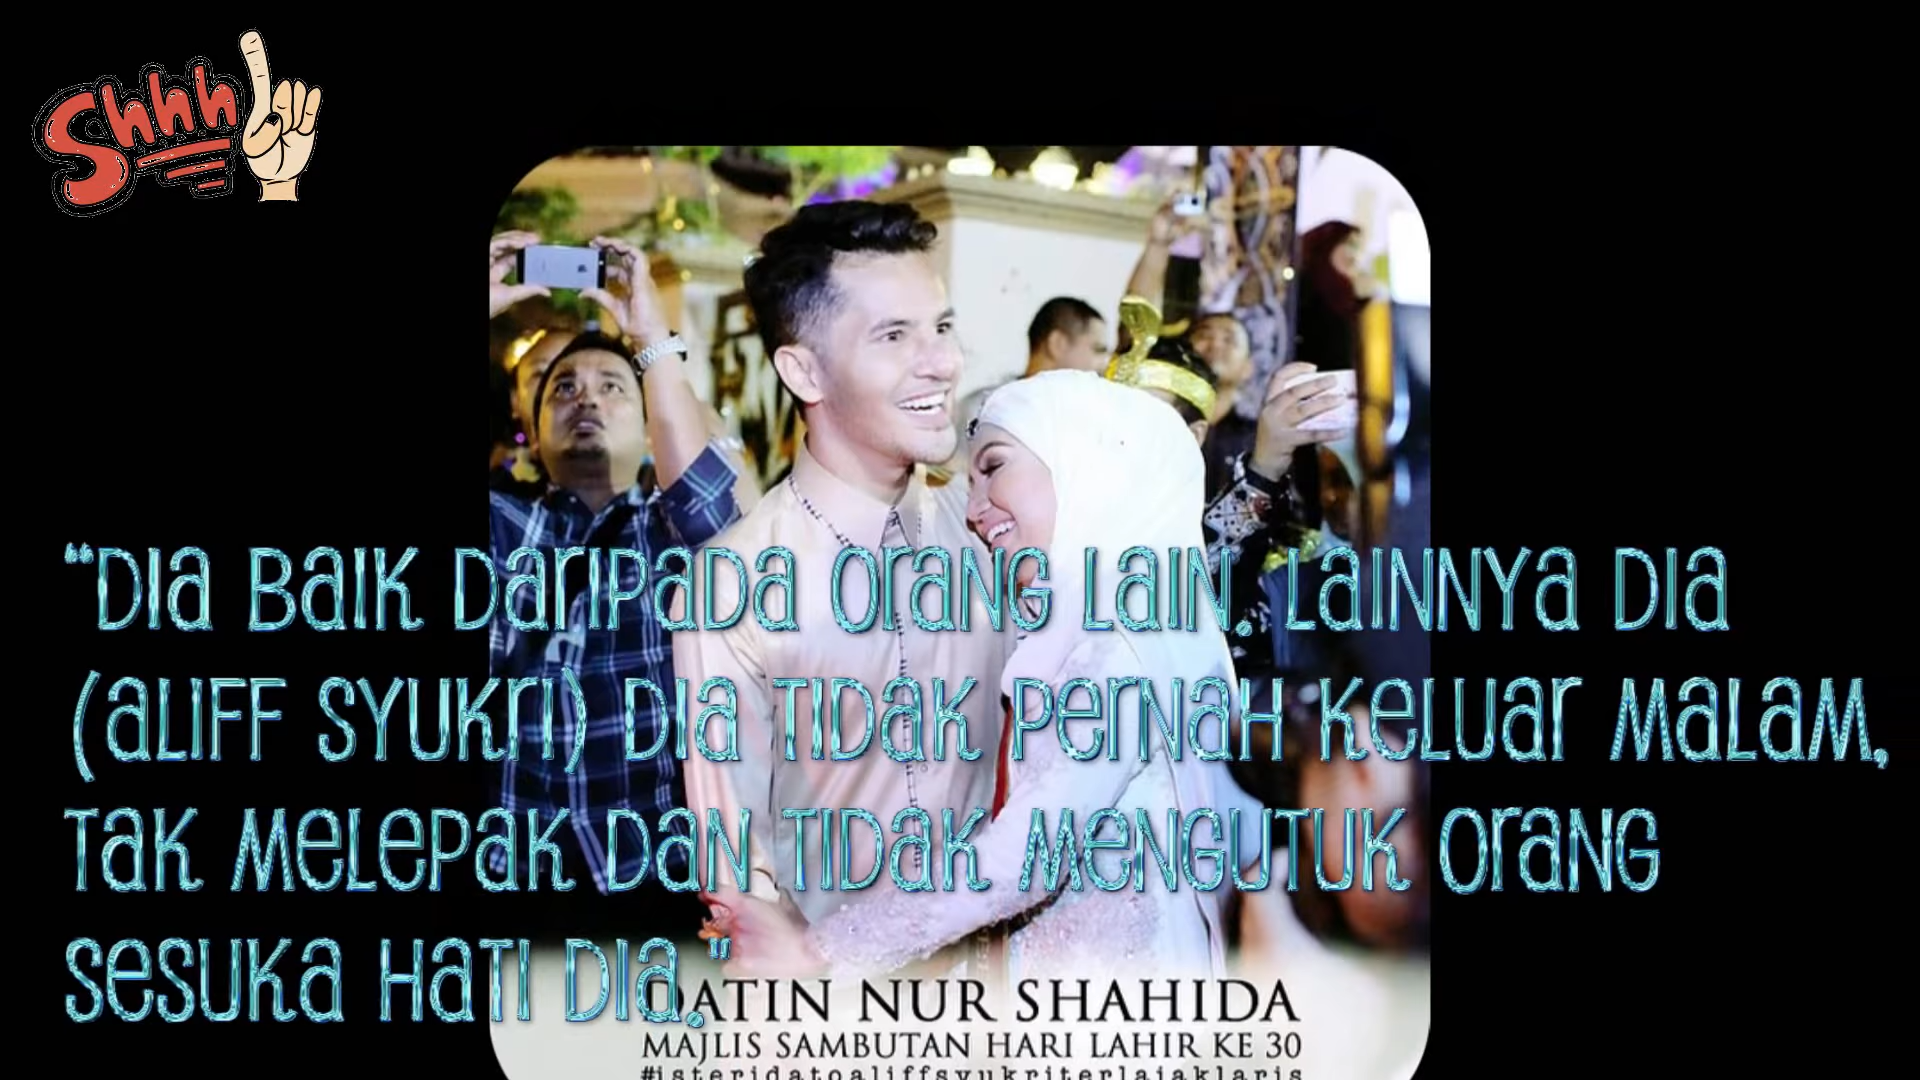 Shhh
"Dia baik daripada orang lain. Lainnya dia
(Aliff Syukri) dia tidak pernah keluar malam,
tak melepak dan tidak mengutuk orang
sesuka hati dia."
DATIN NUR SHAHIDA
MAJLIS SAMBUTAN HARI LAHIR KE 30
#isteridatoaliffsyukriterlajaklaris